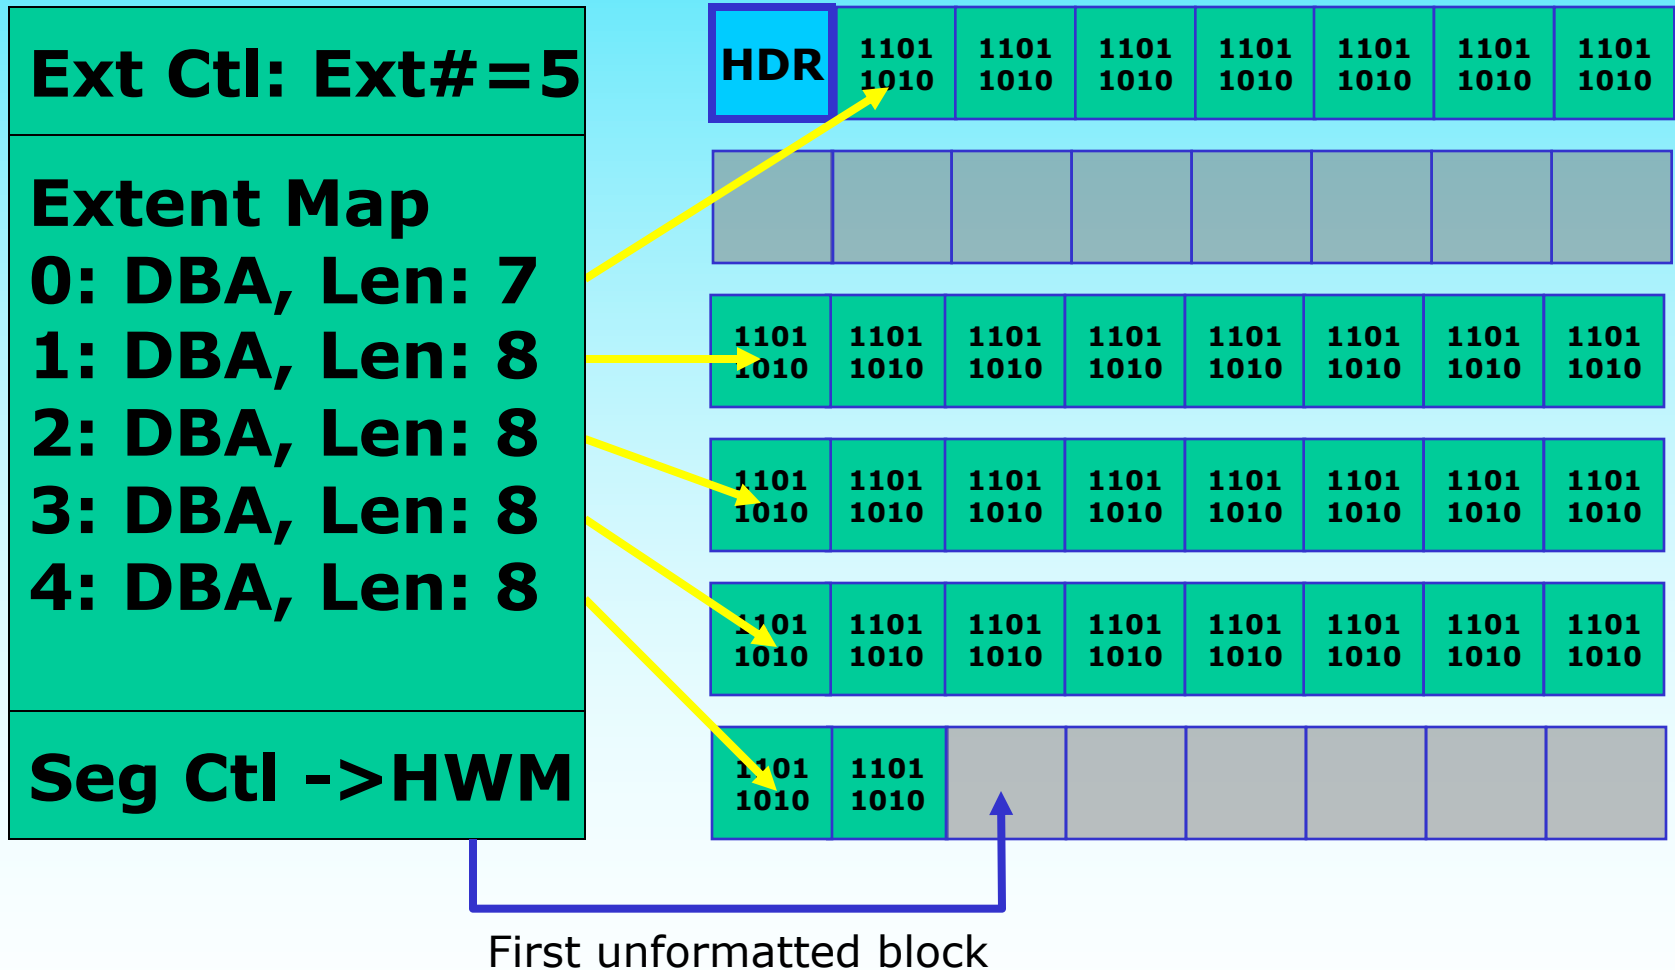 Ext Ctl: Ext#=5
Extent Map
0: DBA, Len: 7
1: DBA, Len: 8
2: DBA, Len: 8
3: DBA, Len: 8
4: DBA, Len: 8
Seg Ctl ->HWM
HDR
1101 1101 1101 1101 1101 1101 1101
1010 1010 1010 1010 1010 1010 1010
1101 1101 1101 1101 1101 1101 1101 1101
1010 1010 1010 1010 1010 1010 1010 1010
1101 1101 1101 1101 1101 1101 1101 1101
1010 1010 1010 1010 1010 1010 1010 1010
1101 1101 1101 1101 1101 1101 1101 1101
1010 1010 1010 1010 1010 1010 1010 1010
1101 1101
1010 1010
First unformatted block